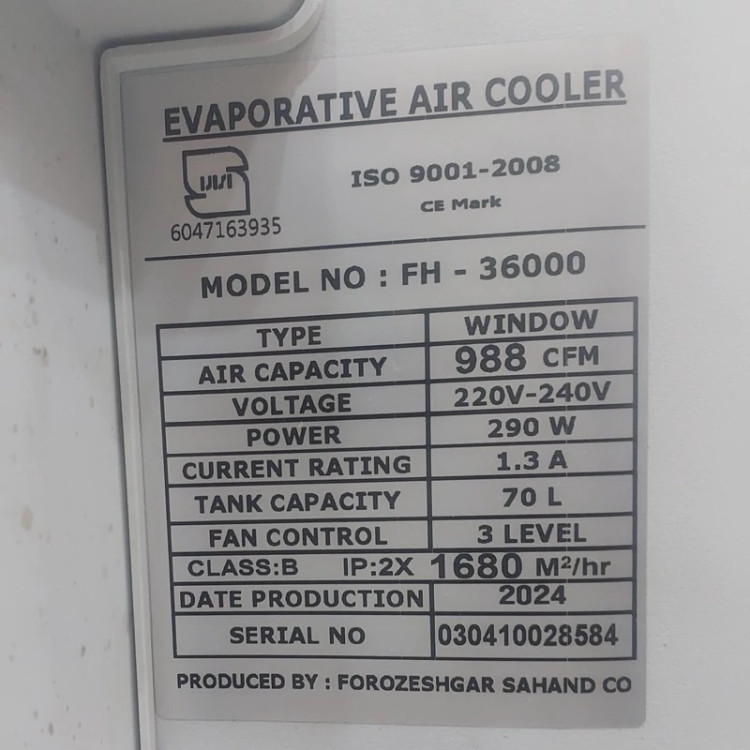 EVAPORATIVE AIR COOLER
ISO 9001-2008
CE Mark
6047163935
MODEL NO : FH - 36000
TYPE WINDOW
AIR CAPACITY 988 CFM
VOLTAGE 220V-240V
POWER 290 W
CURRENT RATING 1.3 A
TANK CAPACITY 70 L
FAN CONTROL 3 LEVEL
CLASS:B IP:2X 1680 M²/hr
DATE PRODUCTION 2024
SERIAL NO 030410028584
PRODUCED BY : FOROZESHGAR SAHAND CO